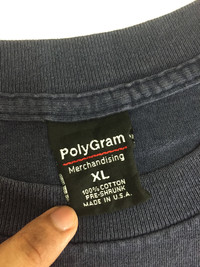 PolyGram
Merchandising
XL
100% COTTON
PRE-SHRUNK
MADE IN U.S.A.